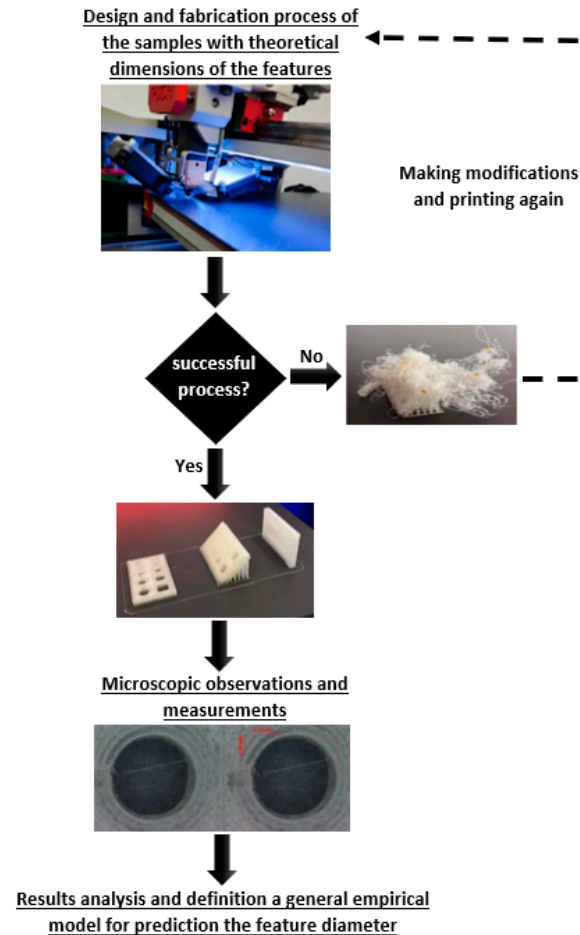 Design and fabrication process of
the samples with theoretical
dimensions of the features
Making modifications
and printing again
successful
process?
No
Yes
Microscopic observations and
measurements
Results analysis and definition a general empirical
model for prediction the feature diameter